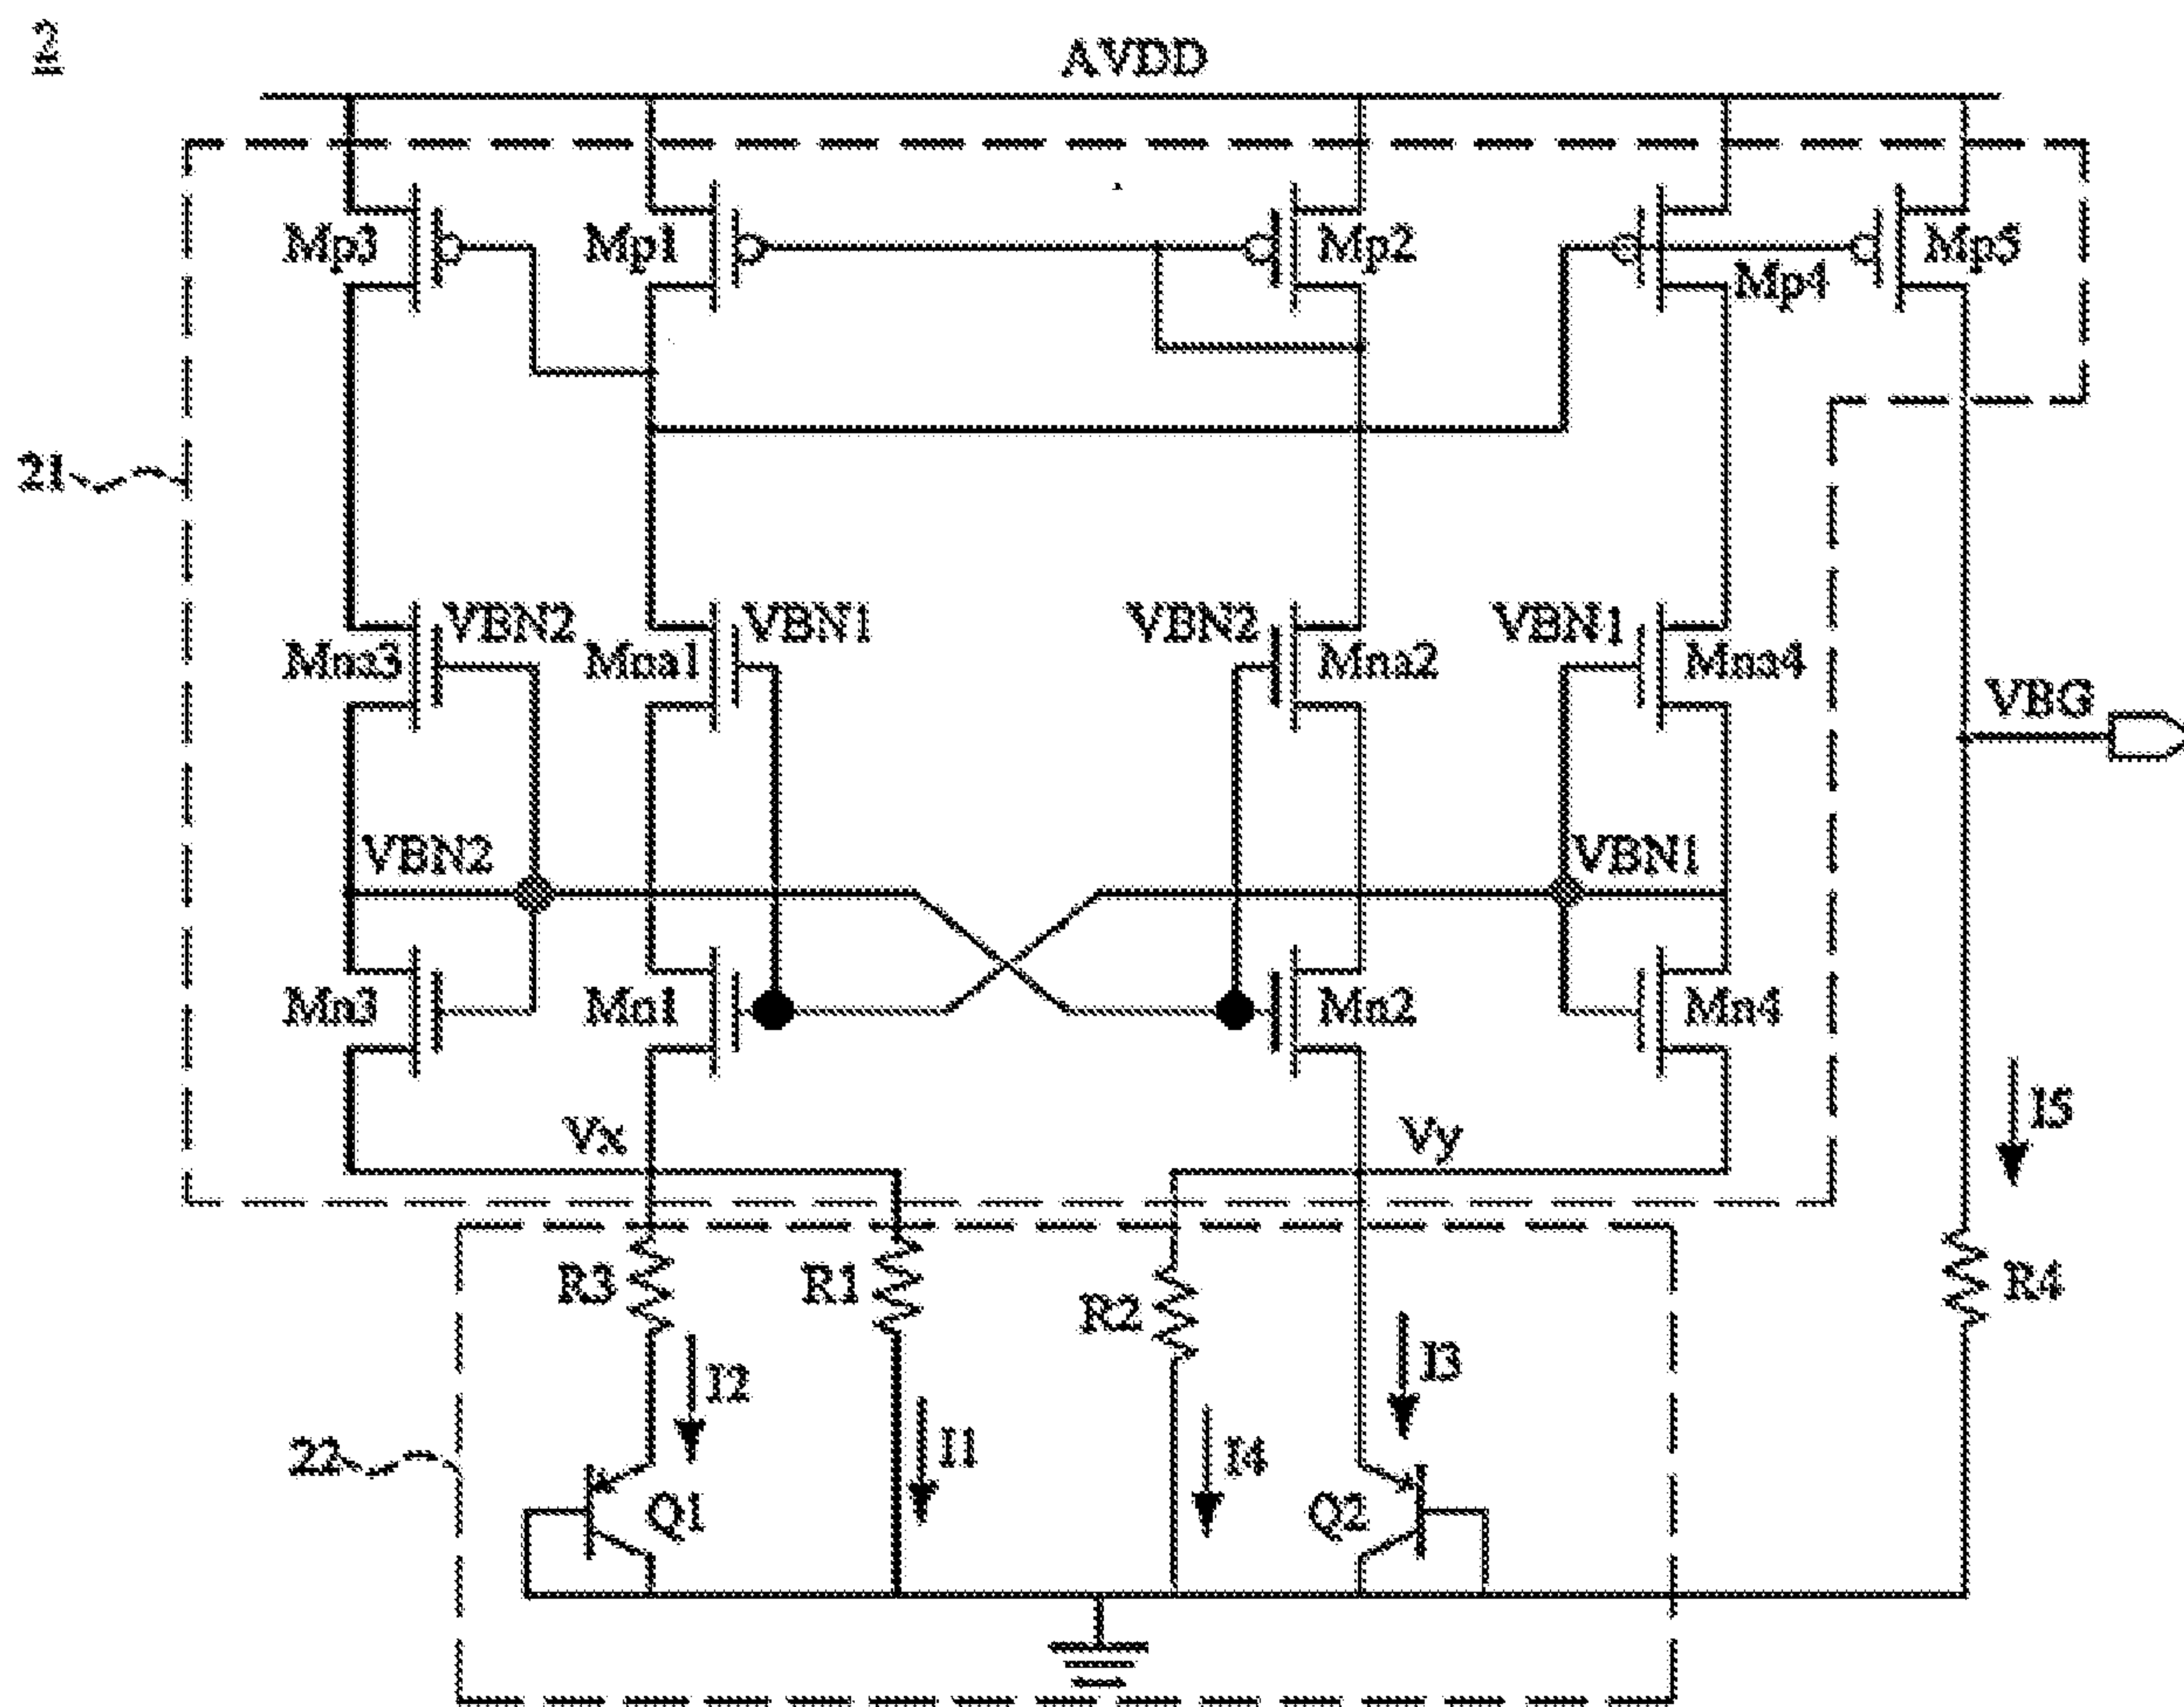 2
AVDD
Mp3
Mp1
Mp2
Mp4
Mp5
21
VBN2
VBN1
VBN2
VBN1
Mna3
Mna1
Mna2
Mna4
VBG
VBN2
VBN1
Mn3
Mn1
Mn2
Mn4
I5
Vx
Vy
R3
R1
R2
R4
I2
I3
22
I1
I4
Q1
Q2